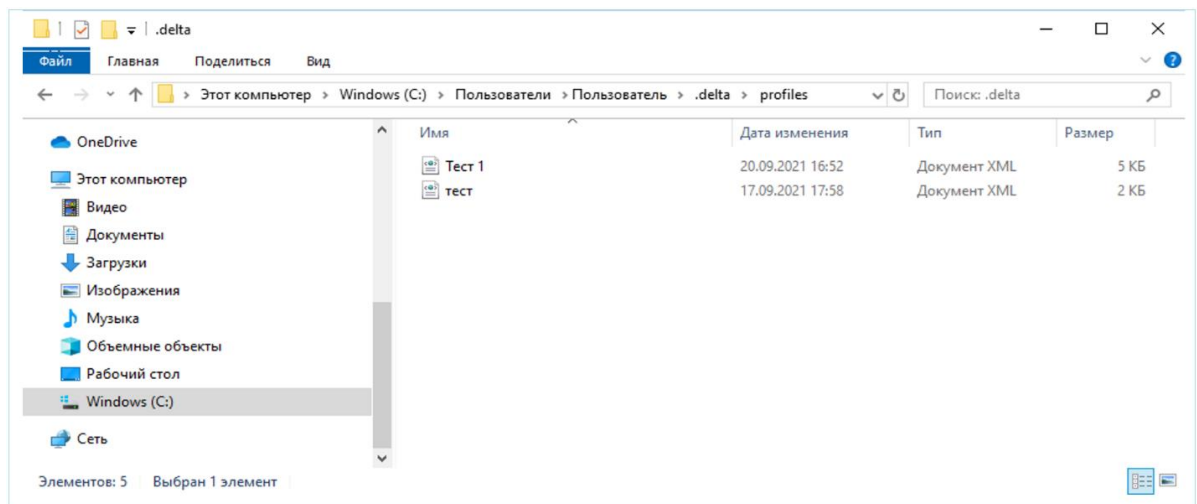 .delta
Файл Главная Поделиться Вид
Этот компьютер > Windows (C:) > Пользователи > Пользователь > .delta > profiles Поиск: .delta
Имя Дата изменения Тип Размер
OneDrive
Этот компьютер
Видео
Документы
Загрузки
Изображения
Музыка
Объемные объекты
Рабочий стол
Windows (C:)
Сеть
Тест 1 20.09.2021 16:52 Документ XML 5 КБ
тест 17.09.2021 17:58 Документ XML 2 КБ
Элементов: 5 Выбран 1 элемент